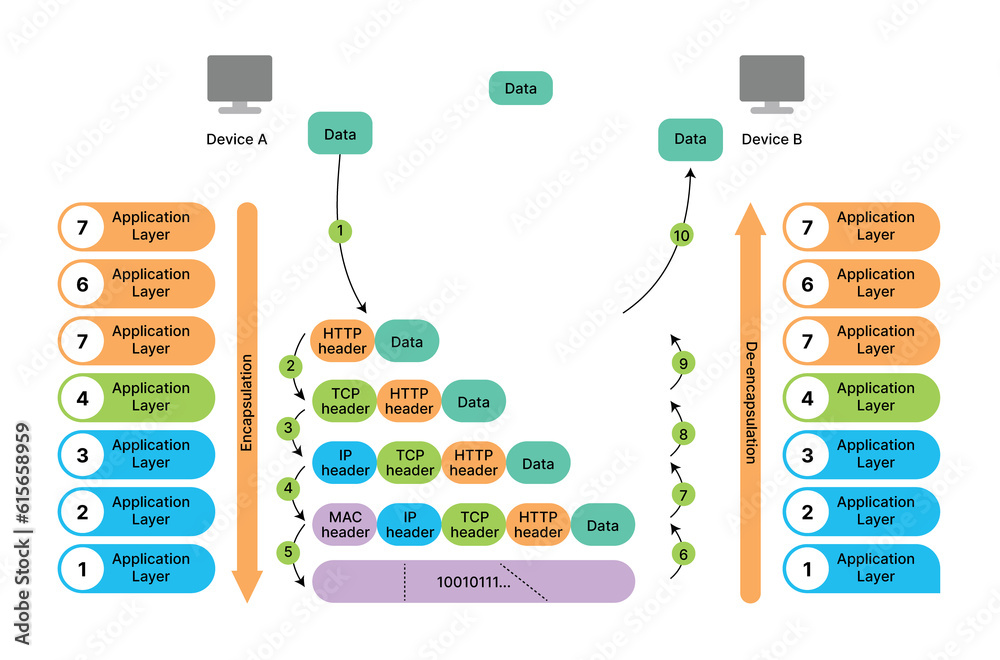 Data
Device A
Data
Data
Device B
7
Application
Layer
6
Application
Layer
7
Application
Layer
4
Application
Layer
3
Application
Layer
2
Application
Layer
1
Application
Layer
Encapsulation
1
2
3
4
5
HTTP
header
Data
TCP
header
HTTP
header
Data
IP
header
TCP
header
HTTP
header
Data
MAC
header
IP
header
TCP
header
HTTP
header
Data
10010111...
10
9
8
7
6
De-encapsulation
7
Application
Layer
6
Application
Layer
7
Application
Layer
4
Application
Layer
3
Application
Layer
2
Application
Layer
1
Application
Layer
Adobe Stock | #615658959
Adobe Stock